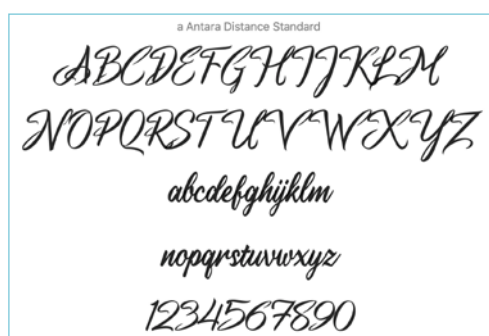 a Antara Distance Standard
ABCDEFGHIJKLM
NOPQRSTUVWXYZ
abcdefghijklm
nopqrstuvwxyz
1234567890